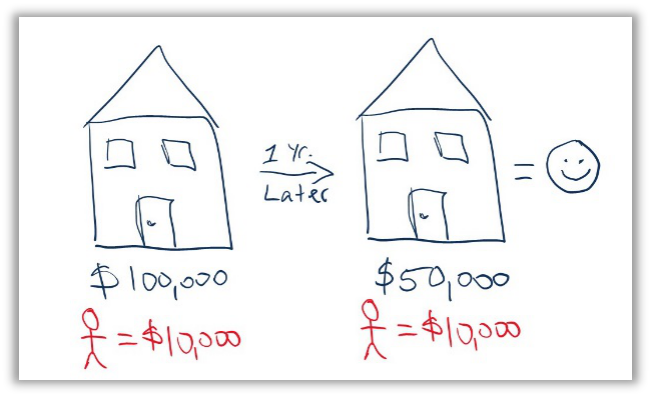 1 Yr.
Later
=
$100,000
$50,000
= $10,000
= $10,000